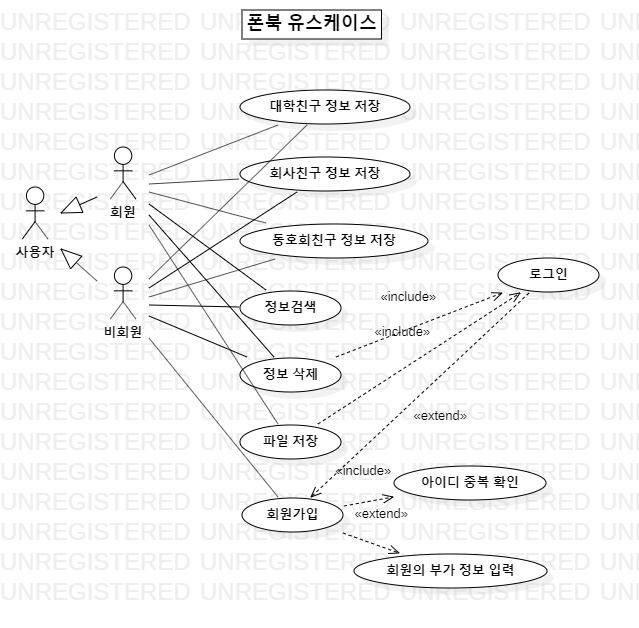 폰북 유스케이스
대학친구 정보 저장
회사친구 정보 저장
회원
동호회친구 정보 저장
사용자
로그인
«include»
정보검색
비회원
«include»
정보 삭제
«extend»
파일 저장
«include»
아이디 중복 확인
회원가입
«extend»
회원의 부가 정보 입력
UNREGISTERED